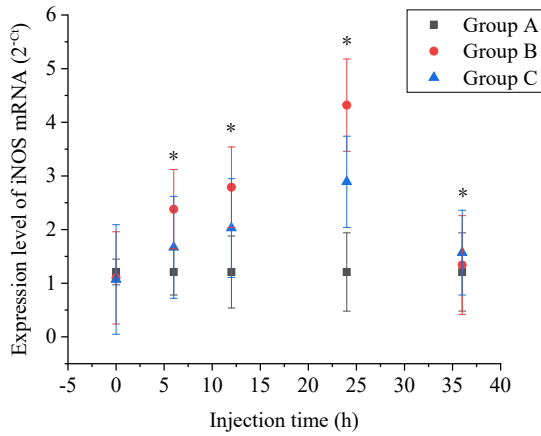 Group A
Group B
Group C
Expression level of iNOS mRNA (2^-Ct)
6
5
4
3
2
1
0
*
*
*
*
-5 0 5 10 15 20 25 30 35 40
Injection time (h)